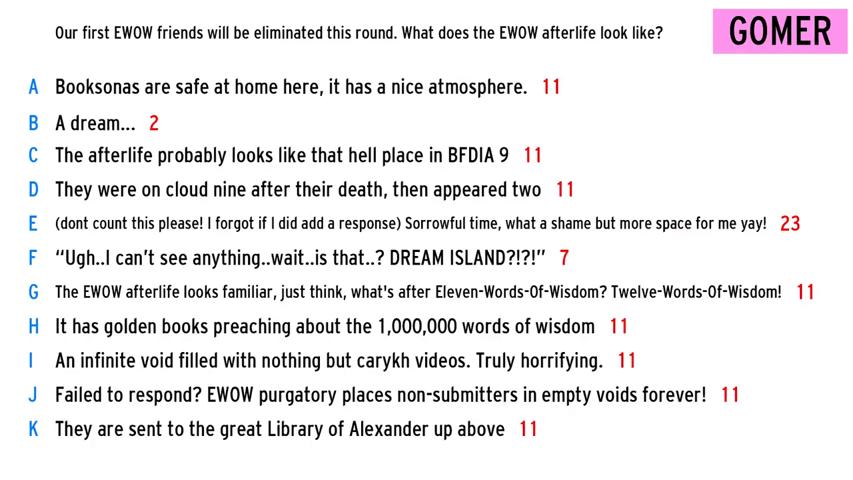 Our first EWOW friends will be eliminated this round. What does the EWOW afterlife look like?
GOMER
A Booksonas are safe at home here, it has a nice atmosphere. 11
B A dream... 2
C The afterlife probably looks like that hell place in BFDIA 9 11
D They were on cloud nine after their death, then appeared two 11
E (dont count this please! I forgot if I did add a response) Sorrowful time, what a shame but more space for me yay! 23
F “Ugh..I can’t see anything..wait..is that..? DREAM ISLAND?!?!” 7
G The EWOW afterlife looks familiar, just think, what's after Eleven-Words-Of-Wisdom? Twelve-Words-Of-Wisdom! 11
H It has golden books preaching about the 1,000,000 words of wisdom 11
I An infinite void filled with nothing but carykh videos. Truly horrifying. 11
J Failed to respond? EWOW purgatory places non-submitters in empty voids forever! 11
K They are sent to the great Library of Alexander up above 11